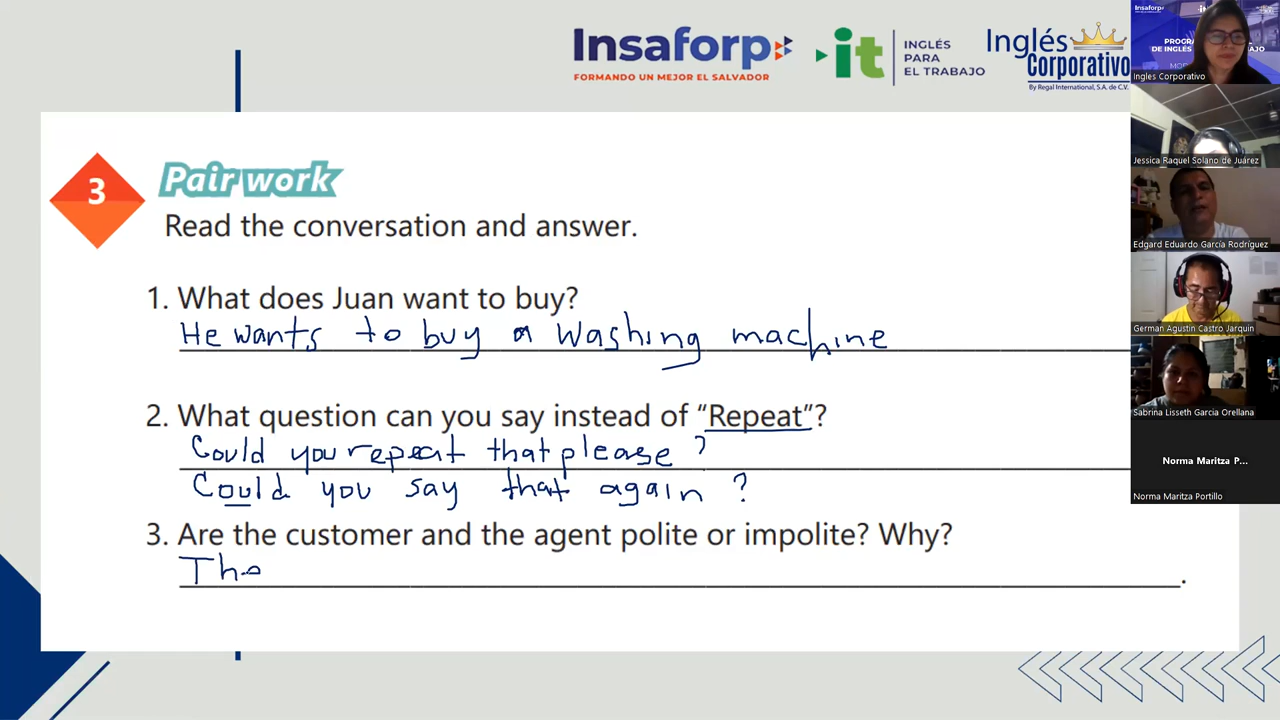 Insaforp
FORMANDO UN MEJOR EL SALVADOR
it
INGLÉS
PARA
EL TRABAJO
Inglés
Corporativo
By Regal International, S.A. de C.V.
3
Pair work
Read the conversation and answer.
1. What does Juan want to buy?
He wants to buy a washing machine
2. What question can you say instead of "Repeat"?
Could you repeat that please ?
Could you say that again ?
3. Are the customer and the agent polite or impolite? Why?
The
.
Insaforp
Ingles Corporativo
Jessica Raquel Solano de Juárez
Edgard Eduardo García Rodríguez
German Agustin Castro Jarquin
Sabrina Lisseth Garcia Orellana
Norma Maritza P...
Norma Maritza Portillo